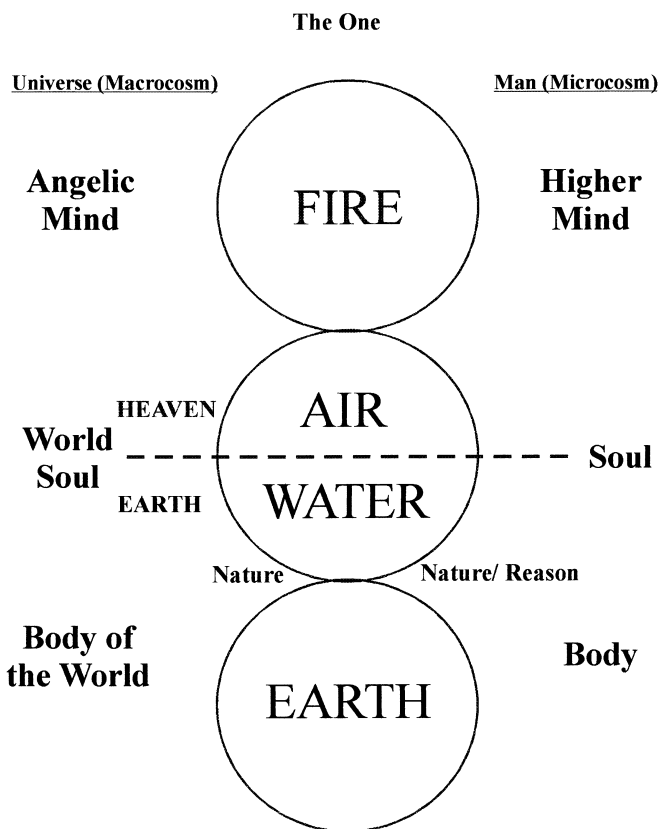 The One
Universe (Macrocosm)
Man (Microcosm)
Angelic
Mind
FIRE
Higher
Mind
HEAVEN
AIR
World
Soul
Soul
EARTH
WATER
Nature
Nature/ Reason
Body of
the World
EARTH
Body